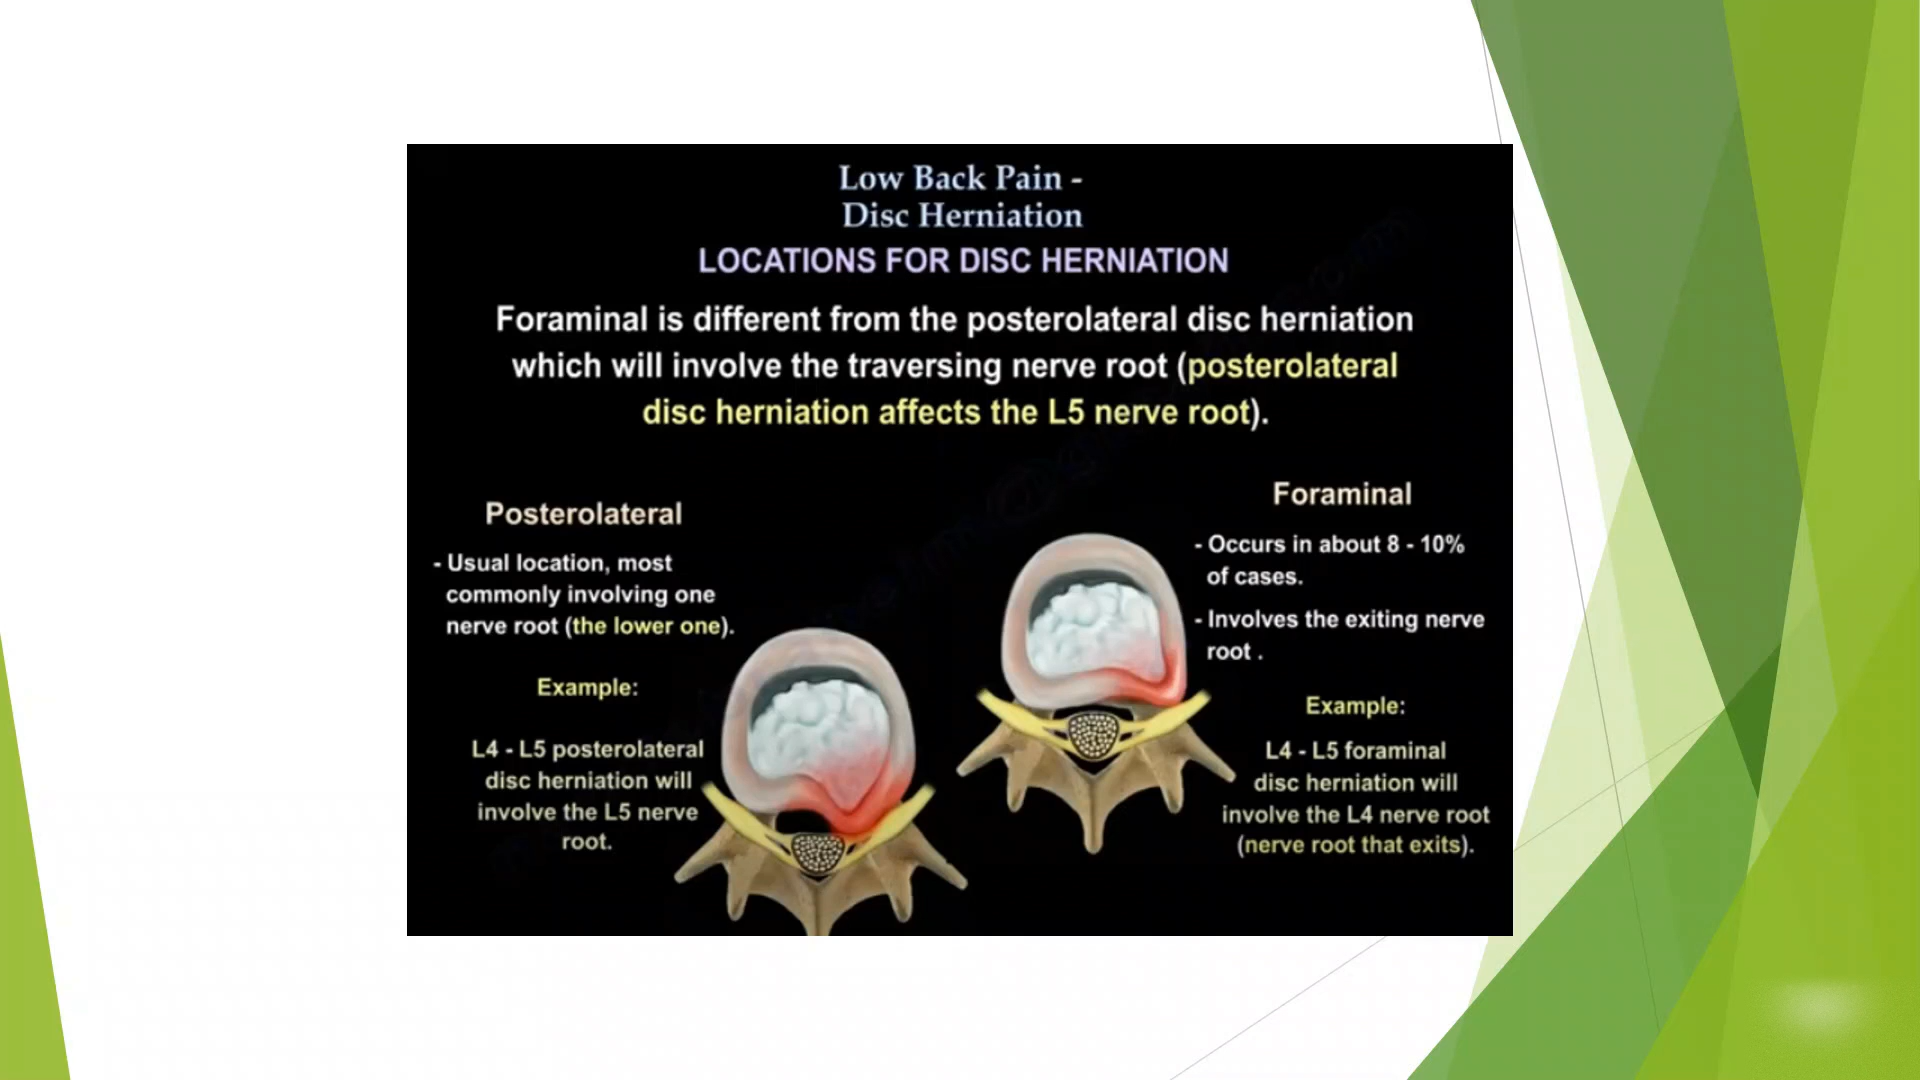 Low Back Pain -
Disc Herniation
LOCATIONS FOR DISC HERNIATION
Foraminal is different from the posterolateral disc herniation
which will involve the traversing nerve root (posterolateral
disc herniation affects the L5 nerve root).
Posterolateral
- Usual location, most
commonly involving one
nerve root (the lower one).
Example:
L4 - L5 posterolateral
disc herniation will
involve the L5 nerve
root.
Foraminal
- Occurs in about 8 - 10%
of cases.
- Involves the exiting nerve
root .
Example:
L4 - L5 foraminal
disc herniation will
involve the L4 nerve root
(nerve root that exits).